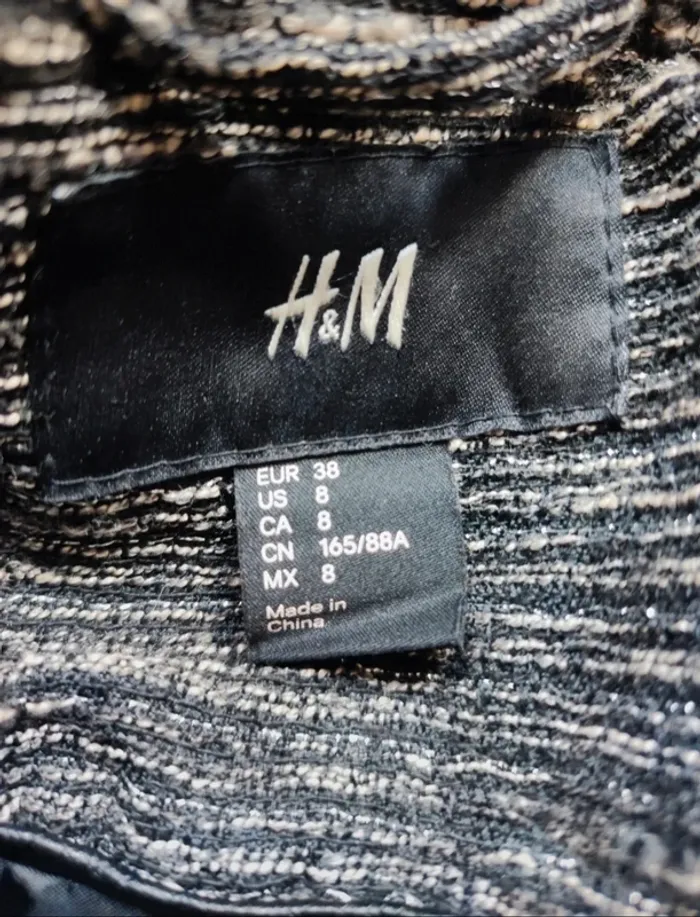 H&M
EUR 38
US 8
CA 8
CN 165/88A
MX 8
Made in
China